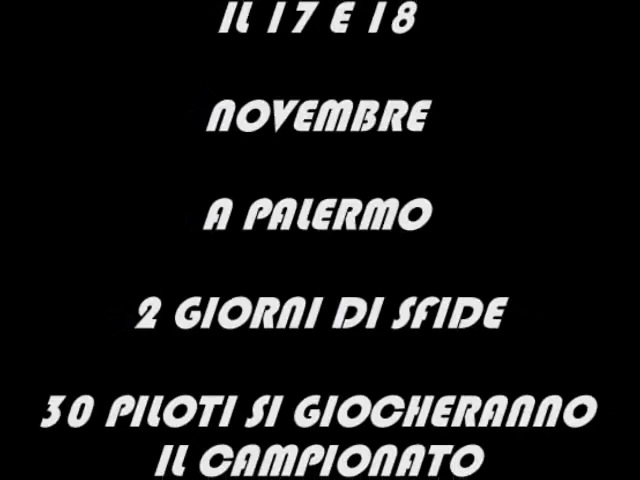 IL 17 E 18
NOVEMBRE
A PALERMO
2 GIORNI DI SFIDE
30 PILOTI SI GIOCHERANNO
IL CAMPIONATO